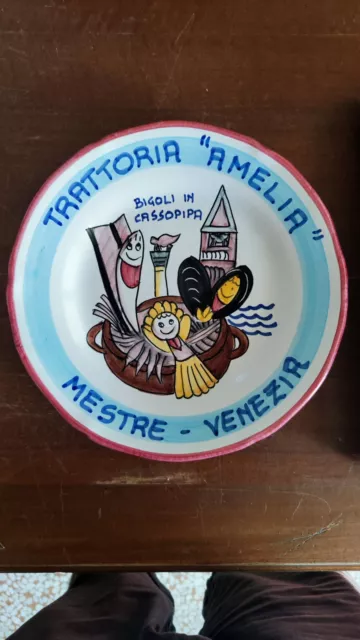 TRATTORIA "AMELIA"
BIGOLI IN
CASSOPIPA
MESTRE - VENEZIA